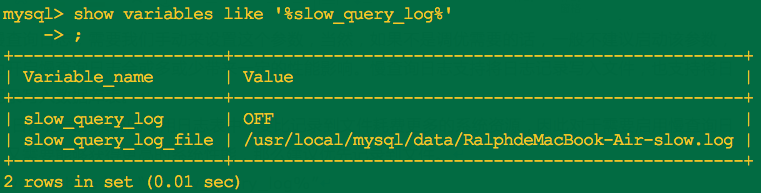 mysql> show variables like '%slow_query_log%'
    -> ;
+---------------------+-----------------------------------------------+
| Variable_name       | Value                                         |
+---------------------+-----------------------------------------------+
| slow_query_log      | OFF                                           |
| slow_query_log_file | /usr/local/mysql/data/RalphdeMacBook-Air-slow.log |
+---------------------+-----------------------------------------------+
2 rows in set (0.01 sec)